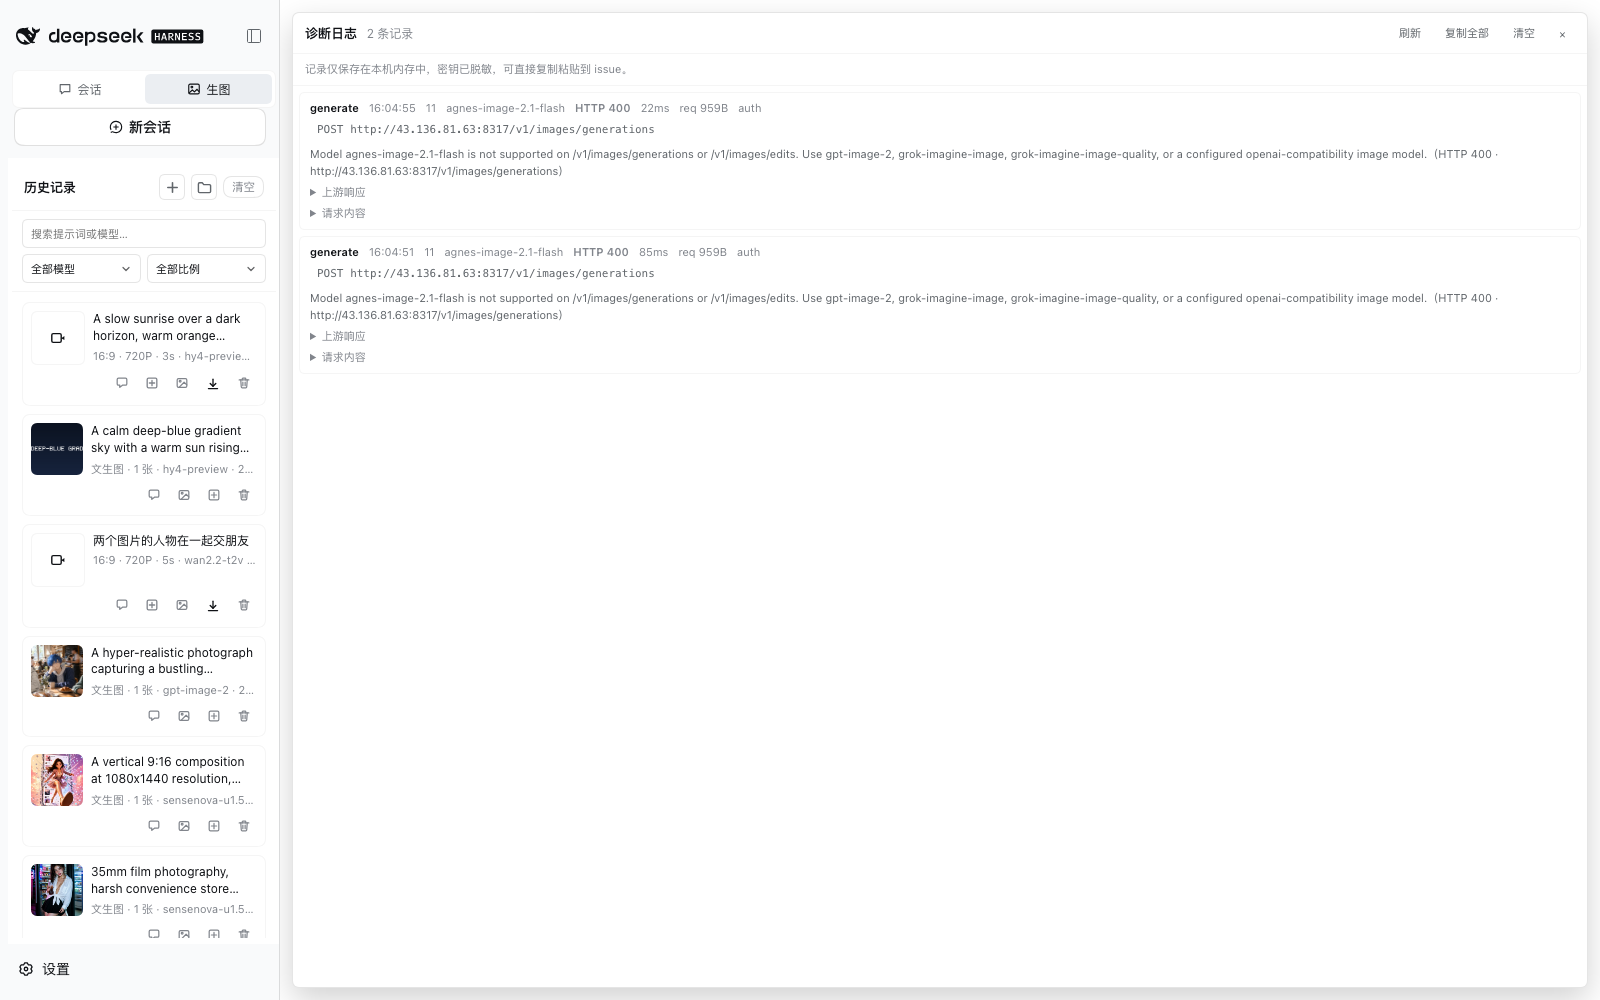 deepseek HARNESS
会话
生图
新会话
历史记录
清空
搜索提示词或模型...
全部模型
全部比例
A slow sunrise over a dark
horizon, warm orange...
16:9 · 720P · 3s · hy4-previe...
DEEP-BLUE GRAD
A calm deep-blue gradient
sky with a warm sun rising...
文生图 · 1 张 · hy4-preview · 2...
两个图片的人物在一起交朋友
16:9 · 720P · 5s · wan2.2-t2v ...
A hyper-realistic photograph
capturing a bustling...
文生图 · 1 张 · gpt-image-2 · 2...
A vertical 9:16 composition
at 1080x1440 resolution,...
文生图 · 1 张 · sensenova-u1.5...
35mm film photography,
harsh convenience store...
文生图 · 1 张 · sensenova-u1.5...
设置
诊断日志 2 条记录
刷新
复制全部
清空
×
记录仅保存在本机内存中，密钥已脱敏，可直接复制粘贴到 issue。
generate 16:04:55 11 agnes-image-2.1-flash HTTP 400 22ms req 959B auth
POST http://43.136.81.63:8317/v1/images/generations
Model agnes-image-2.1-flash is not supported on /v1/images/generations or /v1/images/edits. Use gpt-image-2, grok-imagine-image, grok-imagine-image-quality, or a configured openai-compatibility image model.（HTTP 400 ·
http://43.136.81.63:8317/v1/images/generations）
上游响应
请求内容
generate 16:04:51 11 agnes-image-2.1-flash HTTP 400 85ms req 959B auth
POST http://43.136.81.63:8317/v1/images/generations
Model agnes-image-2.1-flash is not supported on /v1/images/generations or /v1/images/edits. Use gpt-image-2, grok-imagine-image, grok-imagine-image-quality, or a configured openai-compatibility image model.（HTTP 400 ·
http://43.136.81.63:8317/v1/images/generations）
上游响应
请求内容